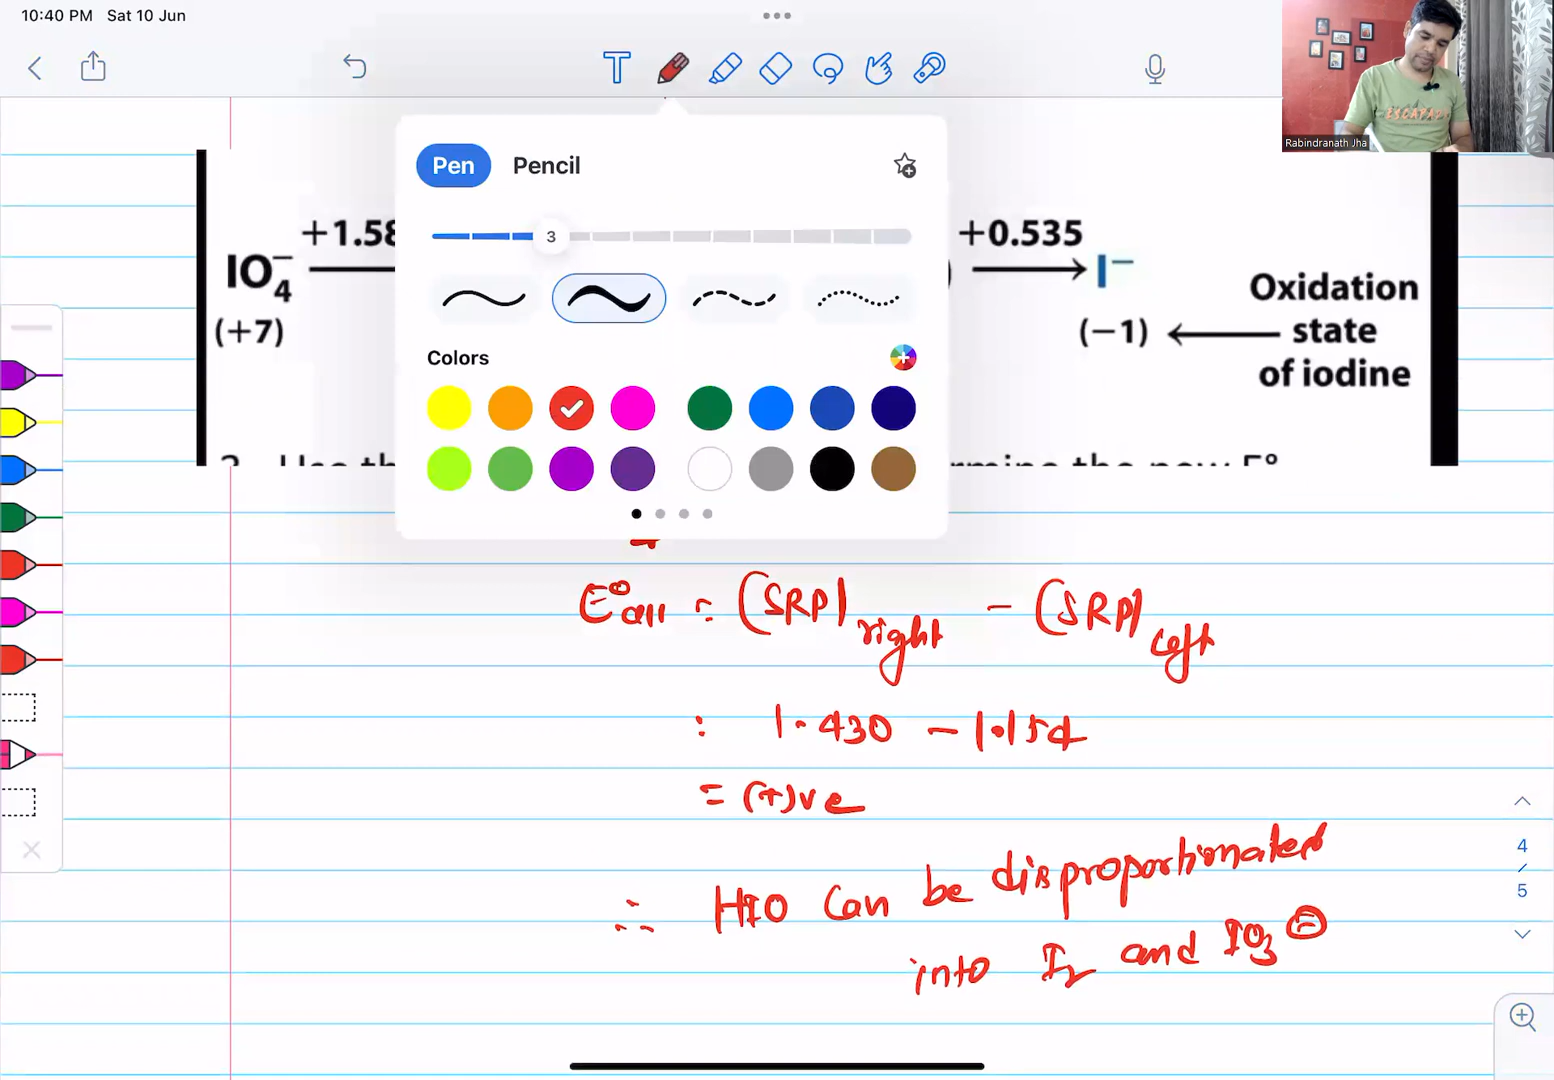 10:40 PM Sat 10 Jun
Rabindranath Jha
Pen Pencil
3
+1.58
+0.535
IO₄⁻
I⁻
(+7)
(−1)
Oxidation
state
of iodine
Colors
E°cell = (SRP)right − (SRP)left
: 1.430 − 1.154
= (+)ve
∴ HIO can be disproportionated
into I₂ and IO₃⊖
4
5